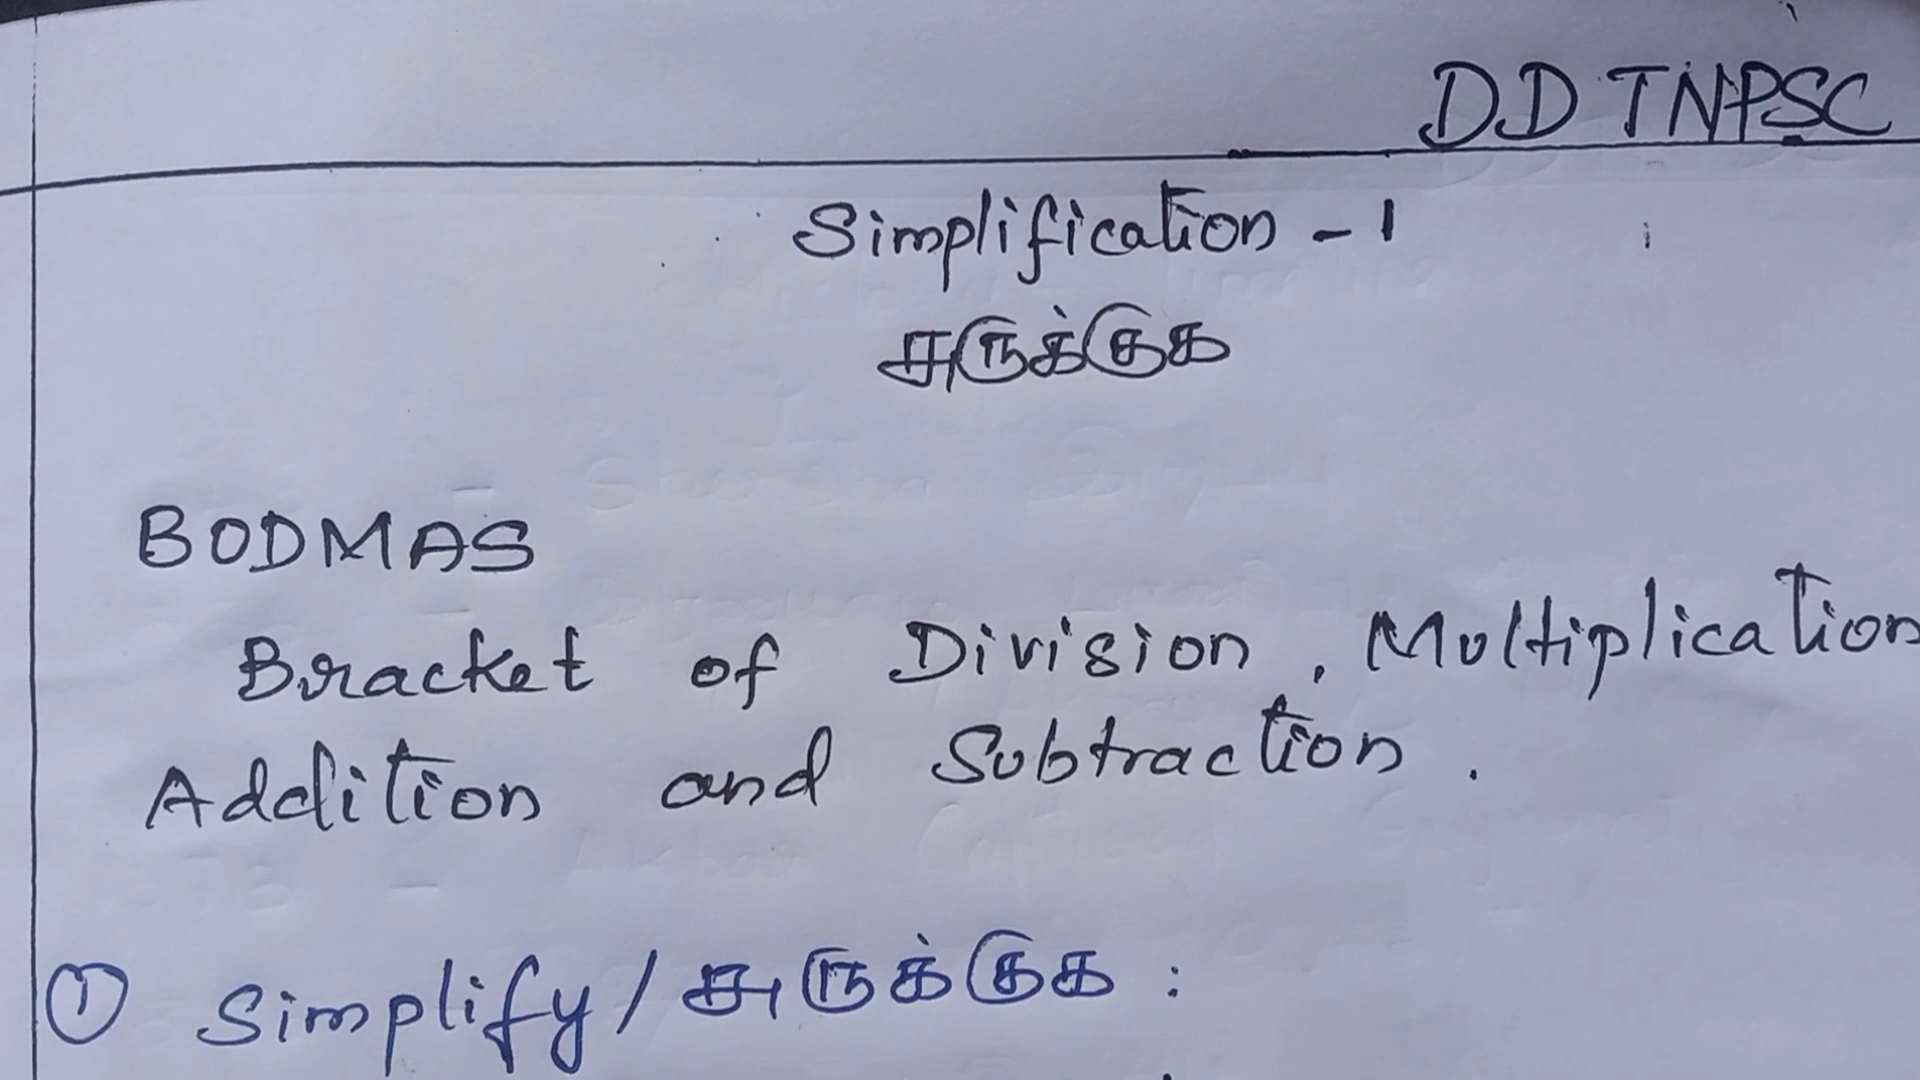 DD TNPSC
Simplification - 1
சுருக்குக
BODMAS
Bracket of Division, Multiplication
Addition and Subtraction.
① Simplify / சுருக்குக :